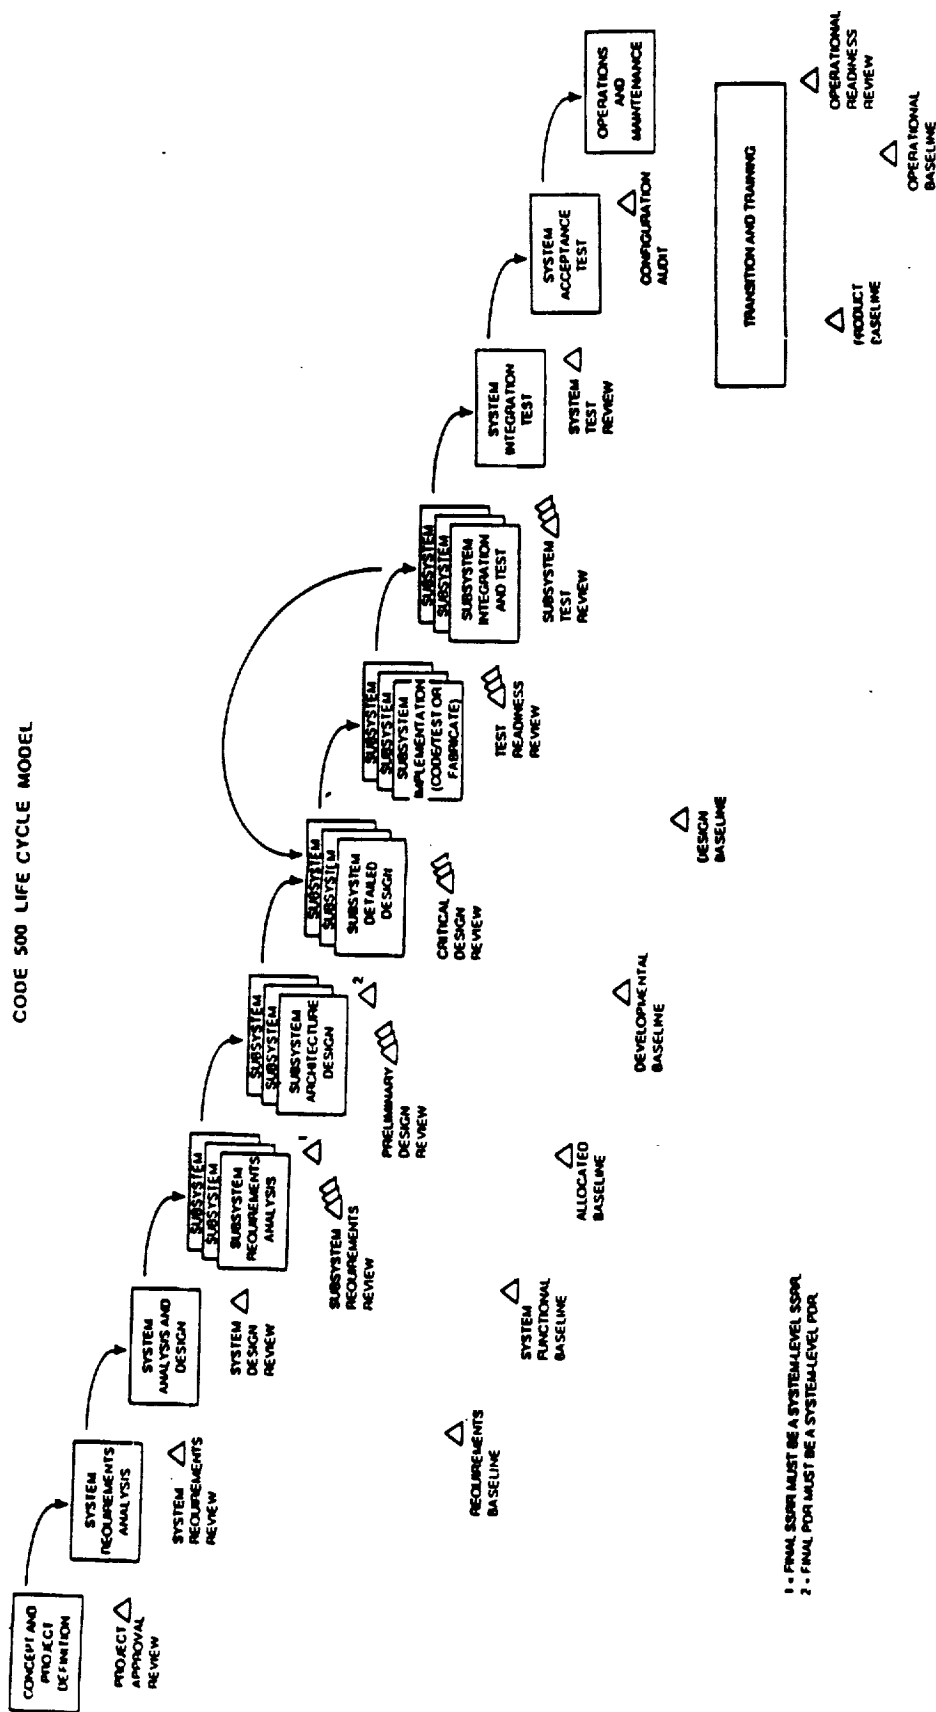 CODE 500 LIFE CYCLE MODEL
CONCEPT AND
PROJECT
DEFINITION
PROJECT
APPROVAL
REVIEW
SYSTEM
REQUIREMENTS
ANALYSIS
SYSTEM
REQUIREMENTS
REVIEW
REQUIREMENTS
BASELINE
SYSTEM
ANALYSIS AND
DESIGN
SYSTEM
DESIGN
REVIEW
SYSTEM
FUNCTIONAL
BASELINE
SUBSYSTEM
SUBSYSTEM
SUBSYSTEM
REQUIREMENTS
ANALYSIS
1
SUBSYSTEM
REQUIREMENTS
REVIEW
ALLOCATED
BASELINE
SUBSYSTEM
SUBSYSTEM
SUBSYSTEM
ARCHITECTURE
DESIGN
2
PRELIMINARY
DESIGN
REVIEW
DEVELOPMENTAL
BASELINE
SUBSYSTEM
SUBSYSTEM
SUBSYSTEM
DETAILED
DESIGN
CRITICAL
DESIGN
REVIEW
DESIGN
BASELINE
SUBSYSTEM
SUBSYSTEM
SUBSYSTEM
IMPLEMENTATION
(CODE/TEST OR
FABRICATE)
TEST
READINESS
REVIEW
SUBSYSTEM
SUBSYSTEM
SUBSYSTEM
INTEGRATION
AND TEST
SUBSYSTEM
TEST
REVIEW
SYSTEM
INTEGRATION
TEST
SYSTEM
TEST
REVIEW
SYSTEM
ACCEPTANCE
TEST
CONFIGURATION
AUDIT
OPERATIONS
AND
MAINTENANCE
TRANSITION AND TRAINING
PRODUCT
BASELINE
OPERATIONAL
READINESS
REVIEW
OPERATIONAL
BASELINE
1 - FINAL SSRR MUST BE A SYSTEM-LEVEL SSRR.
2 - FINAL PDR MUST BE A SYSTEM-LEVEL PDR.